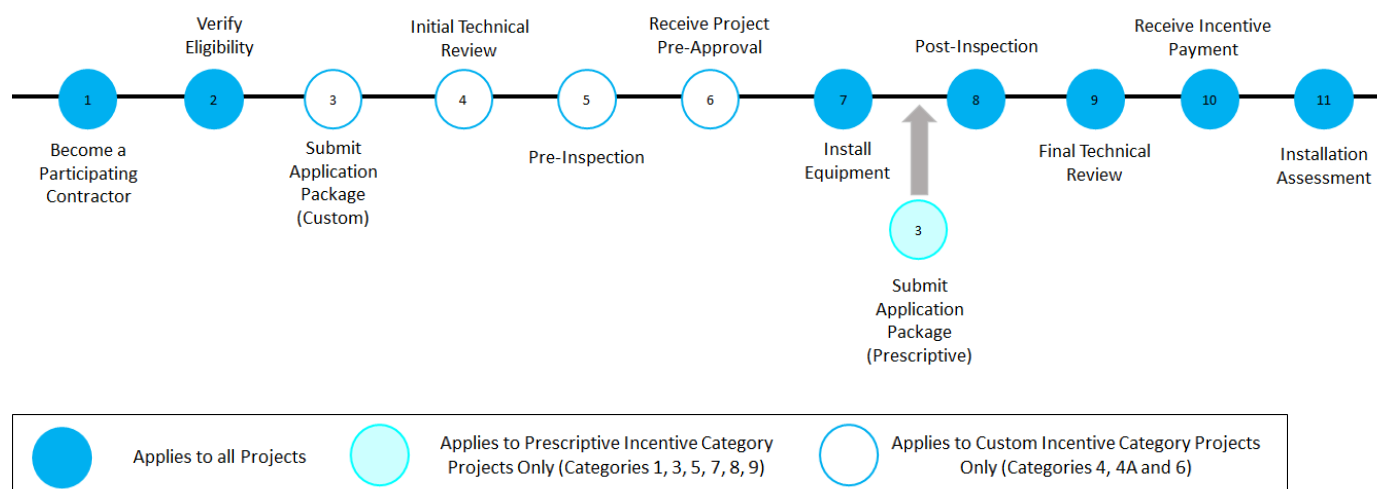 Verify
Eligibility
Initial Technical
Review
Receive Project
Pre-Approval
Post-Inspection
Receive Incentive
Payment
1
2
3
4
5
6
7
8
9
10
11
Become a
Participating
Contractor
Submit
Application
Package
(Custom)
Pre-Inspection
Install
Equipment
Final Technical
Review
Installation
Assessment
3
Submit
Application
Package
(Prescriptive)
Applies to all Projects
Applies to Prescriptive Incentive Category
Projects Only (Categories 1, 3, 5, 7, 8, 9)
Applies to Custom Incentive Category Projects
Only (Categories 4, 4A and 6)